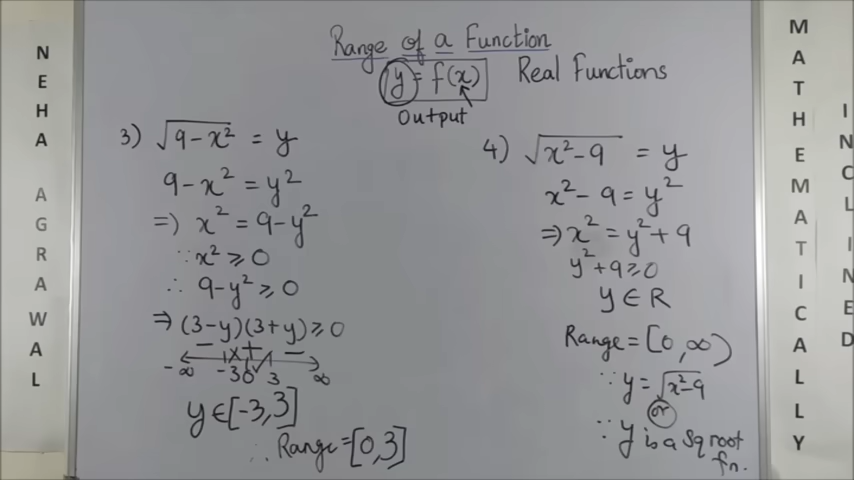 NEHA AGRAWAL
Range of a Function
y = f(x) Real Functions
Output
3) √9-x² = y
9-x² = y²
=) x² = 9-y²
∵ x² ⩾ 0
∴ 9-y² ⩾ 0
⇒ (3-y)(3+y) ⩾ 0
− x + −
-∞ -3 0 ✓ 3 ∞
y ∈ [-3,3]
∴ Range = [0,3]
4) √x²-9 = y
x²-9 = y²
⇒ x² = y²+9
y²+9 ⩾ 0
y ∈ R
Range = [0,∞)
∵ y = √x²-9
or
∵ y is a sq root
fn.
MATHEMATICALLY
INCLINED